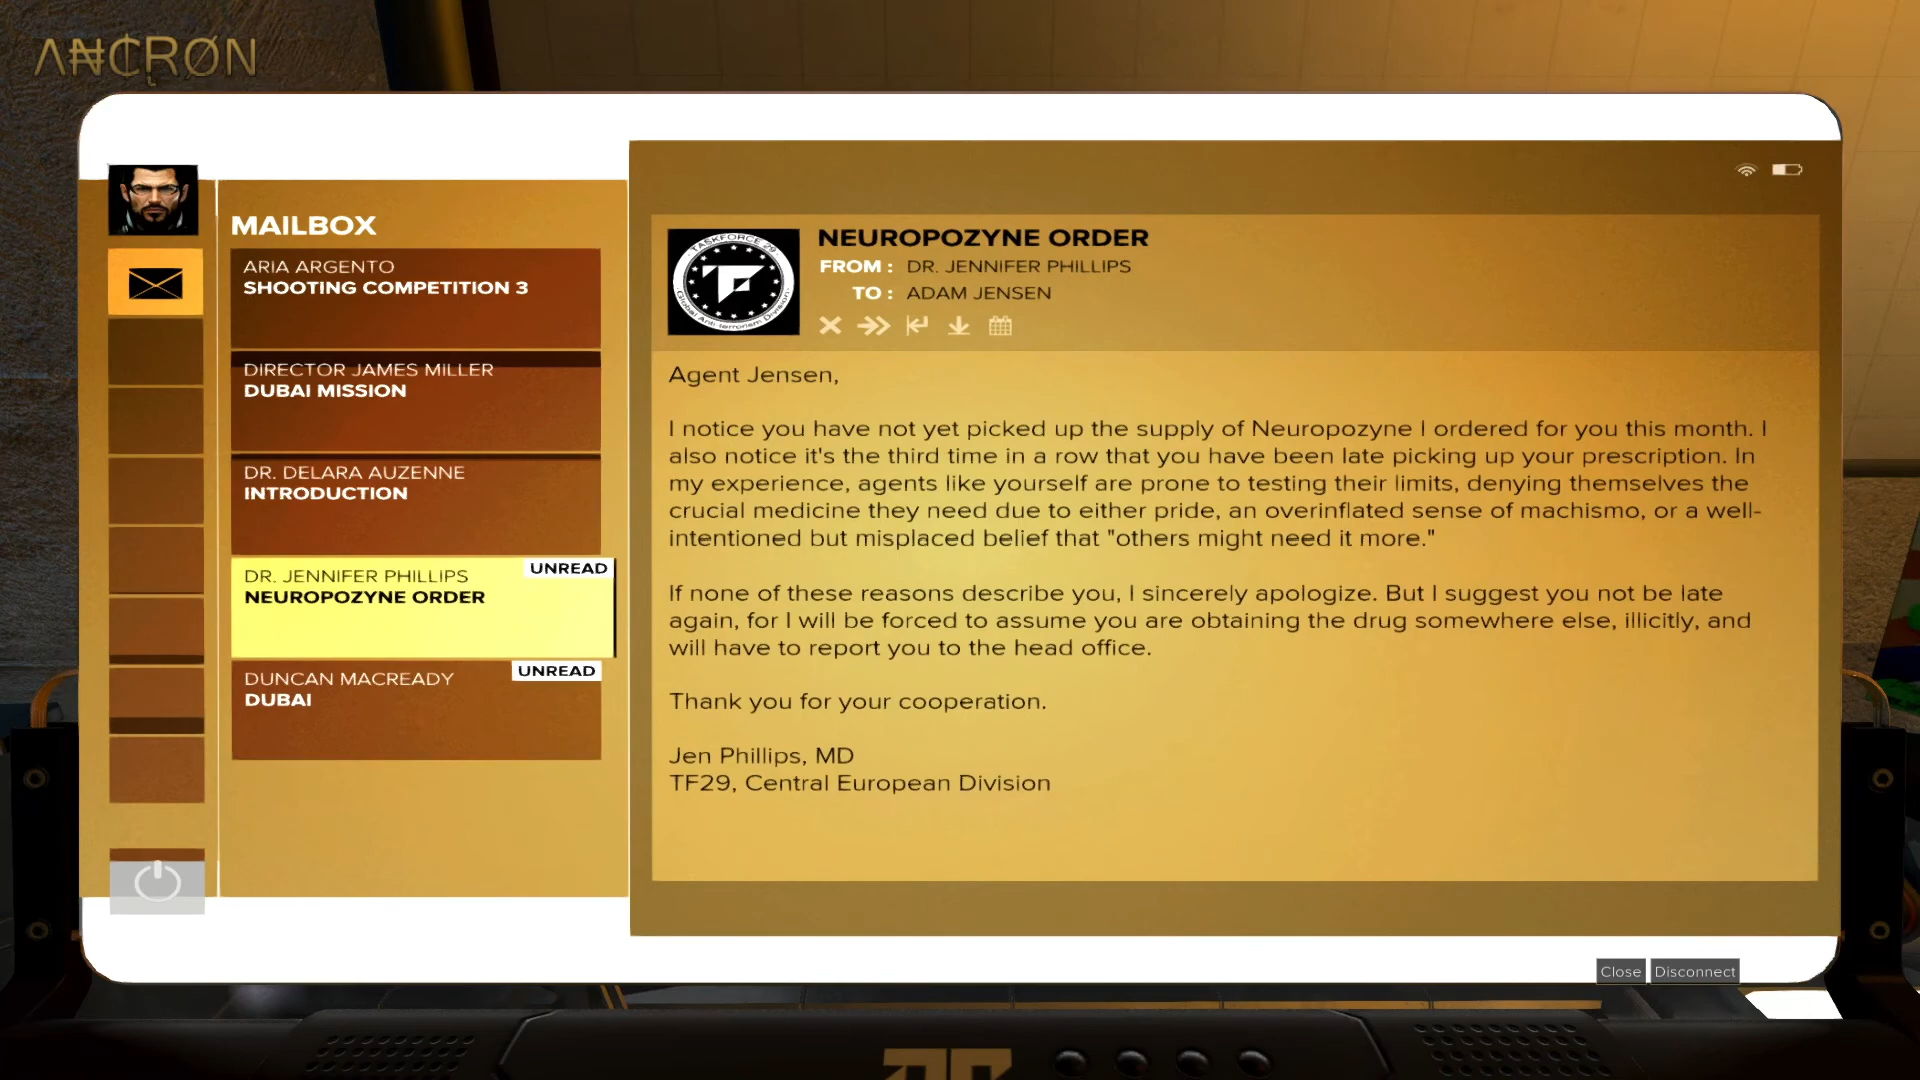 Λ₦₵RØN
MAILBOX
ARIA ARGENTO
SHOOTING COMPETITION 3
DIRECTOR JAMES MILLER
DUBAI MISSION
DR. DELARA AUZENNE
INTRODUCTION
UNREAD
DR. JENNIFER PHILLIPS
NEUROPOZYNE ORDER
UNREAD
DUNCAN MACREADY
DUBAI
TASKFORCE 29
TF
Global Anti-terrorism Division
NEUROPOZYNE ORDER
FROM : DR. JENNIFER PHILLIPS
TO : ADAM JENSEN
Agent Jensen,
I notice you have not yet picked up the supply of Neuropozyne I ordered for you this month. I
also notice it's the third time in a row that you have been late picking up your prescription. In
my experience, agents like yourself are prone to testing their limits, denying themselves the
crucial medicine they need due to either pride, an overinflated sense of machismo, or a well-
intentioned but misplaced belief that "others might need it more."
If none of these reasons describe you, I sincerely apologize. But I suggest you not be late
again, for I will be forced to assume you are obtaining the drug somewhere else, illicitly, and
will have to report you to the head office.
Thank you for your cooperation.
Jen Phillips, MD
TF29, Central European Division
Close Disconnect